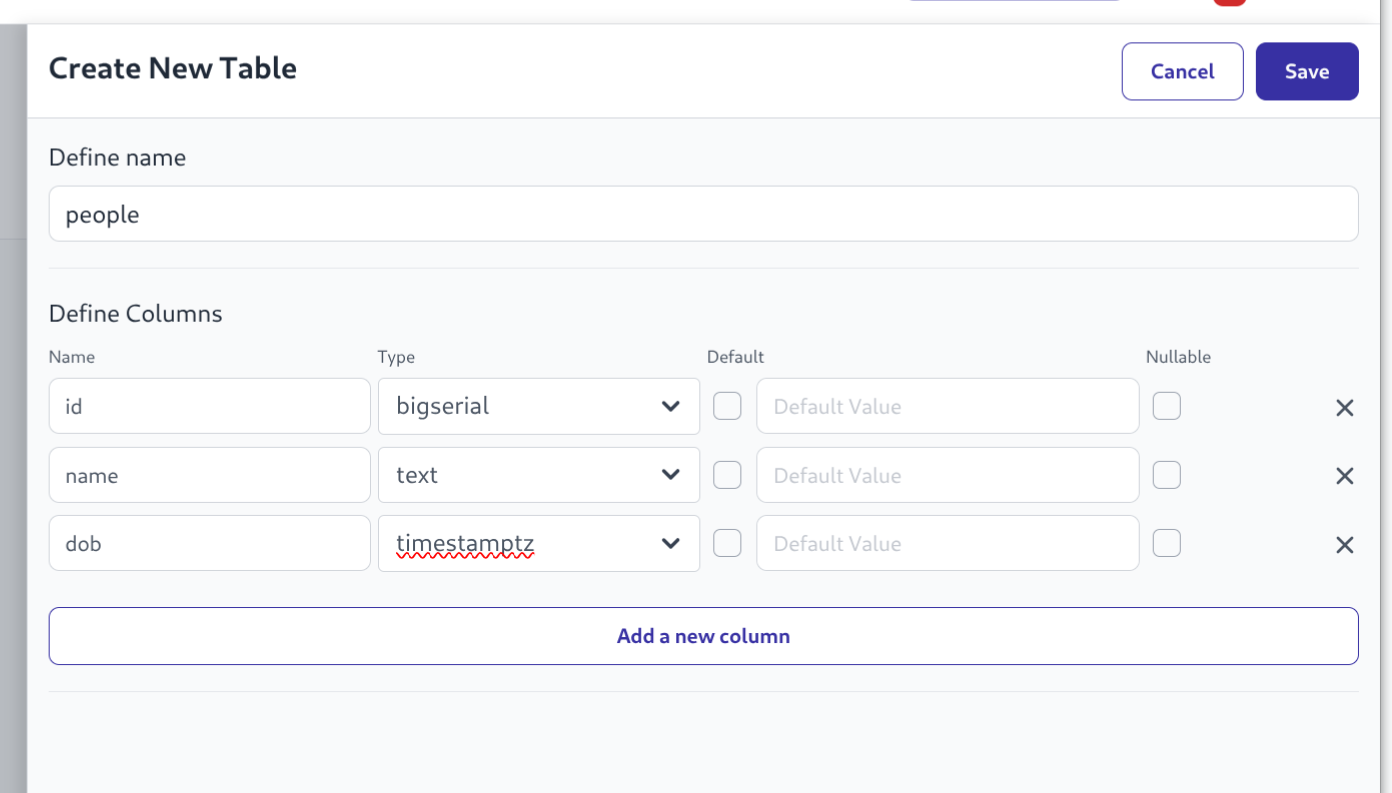 Create New Table
Cancel Save
Define name
people
Define Columns
Name Type Default Nullable
id bigserial Default Value
name text Default Value
dob timestamptz Default Value
Add a new column